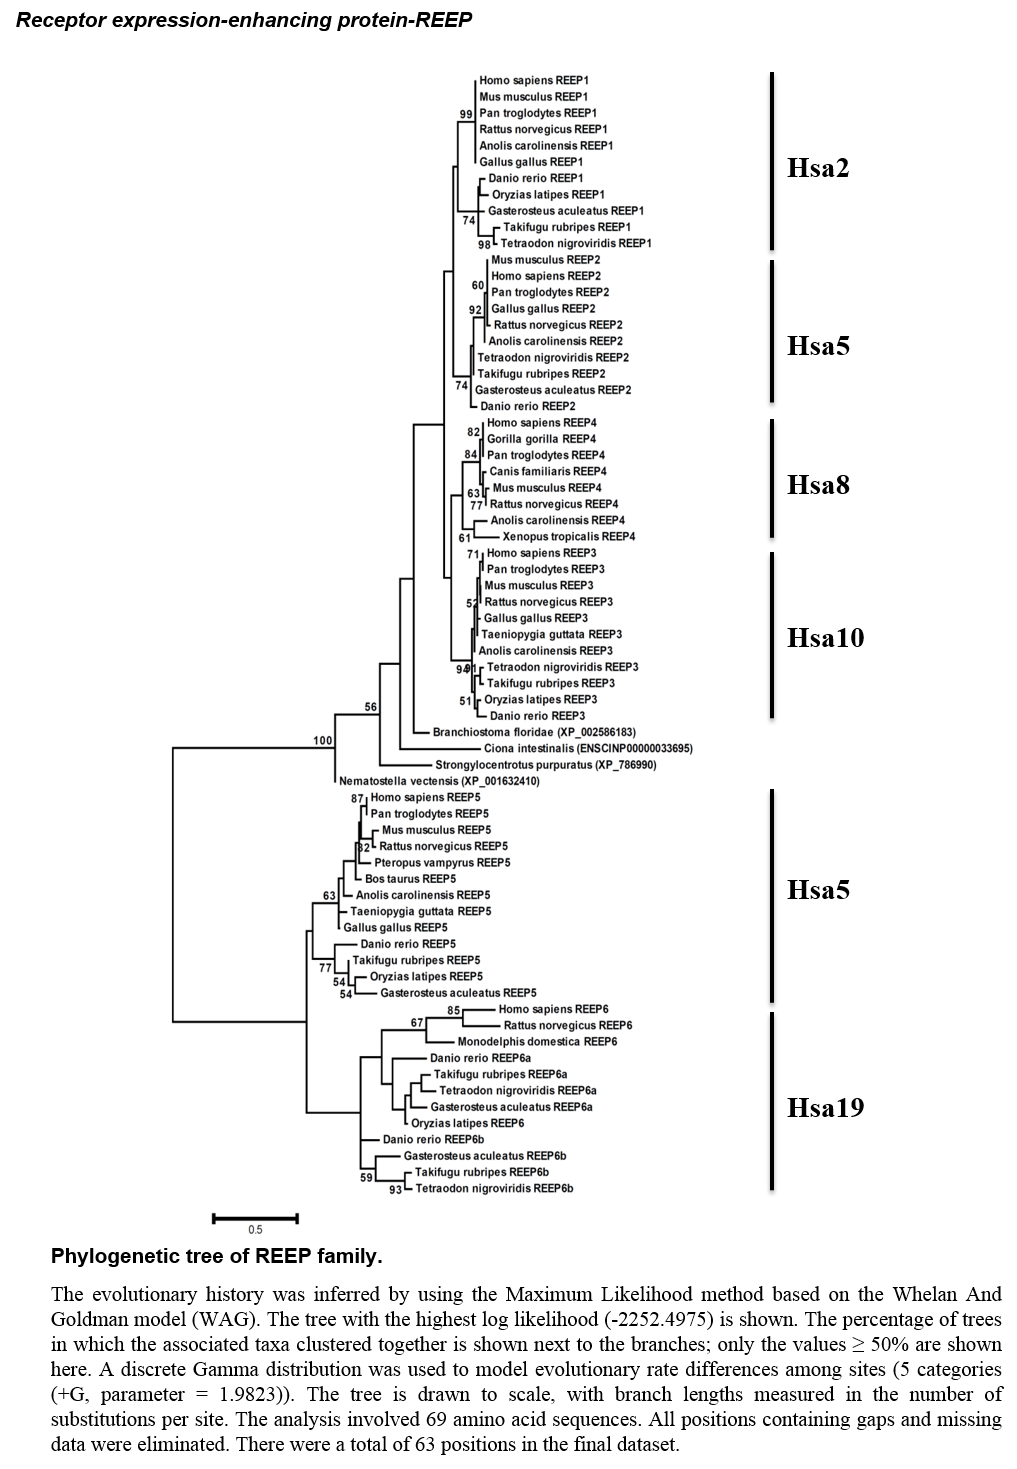 Receptor expression-enhancing protein-REEP
Homo sapiens REEP1
Mus musculus REEP1
99
Pan troglodytes REEP1
Rattus norvegicus REEP1
Anolis carolinensis REEP1
Gallus gallus REEP1
Hsa2
Danio rerio REEP1
Oryzias latipes REEP1
Gasterosteus aculeatus REEP1
74
Takifugu rubripes REEP1
98
Tetraodon nigroviridis REEP1
Mus musculus REEP2
Homo sapiens REEP2
60
Pan troglodytes REEP2
92
Gallus gallus REEP2
Rattus norvegicus REEP2
Anolis carolinensis REEP2
Hsa5
Tetraodon nigroviridis REEP2
Takifugu rubripes REEP2
74
Gasterosteus aculeatus REEP2
Danio rerio REEP2
Homo sapiens REEP4
82
Gorilla gorilla REEP4
84
Pan troglodytes REEP4
Canis familiaris REEP4
Hsa8
63
Mus musculus REEP4
77
Rattus norvegicus REEP4
Anolis carolinensis REEP4
61
Xenopus tropicalis REEP4
71
Homo sapiens REEP3
Pan troglodytes REEP3
Mus musculus REEP3
52
Rattus norvegicus REEP3
Gallus gallus REEP3
Taeniopygia guttata REEP3
Hsa10
Anolis carolinensis REEP3
94
91
Tetraodon nigroviridis REEP3
Takifugu rubripes REEP3
51
Oryzias latipes REEP3
Danio rerio REEP3
56
Branchiostoma floridae (XP_002586183)
100
Ciona intestinalis (ENSCINP00000033695)
Strongylocentrotus purpuratus (XP_786990)
Nematostella vectensis (XP_001632410)
87
Homo sapiens REEP5
Pan troglodytes REEP5
Mus musculus REEP5
82
Rattus norvegicus REEP5
Pteropus vampyrus REEP5
Bos taurus REEP5
63
Anolis carolinensis REEP5
Hsa5
Taeniopygia guttata REEP5
Gallus gallus REEP5
Danio rerio REEP5
77
Takifugu rubripes REEP5
54
Oryzias latipes REEP5
54
Gasterosteus aculeatus REEP5
85
Homo sapiens REEP6
67
Rattus norvegicus REEP6
Monodelphis domestica REEP6
Danio rerio REEP6a
Takifugu rubripes REEP6a
Tetraodon nigroviridis REEP6a
Gasterosteus aculeatus REEP6a
Hsa19
Oryzias latipes REEP6
Danio rerio REEP6b
Gasterosteus aculeatus REEP6b
59
Takifugu rubripes REEP6b
93
Tetraodon nigroviridis REEP6b
0.5
Phylogenetic tree of REEP family.
The evolutionary history was inferred by using the Maximum Likelihood method based on the Whelan And
Goldman model (WAG). The tree with the highest log likelihood (-2252.4975) is shown. The percentage of trees
in which the associated taxa clustered together is shown next to the branches; only the values ≥ 50% are shown
here. A discrete Gamma distribution was used to model evolutionary rate differences among sites (5 categories
(+G, parameter = 1.9823)). The tree is drawn to scale, with branch lengths measured in the number of
substitutions per site. The analysis involved 69 amino acid sequences. All positions containing gaps and missing
data were eliminated. There were a total of 63 positions in the final dataset.